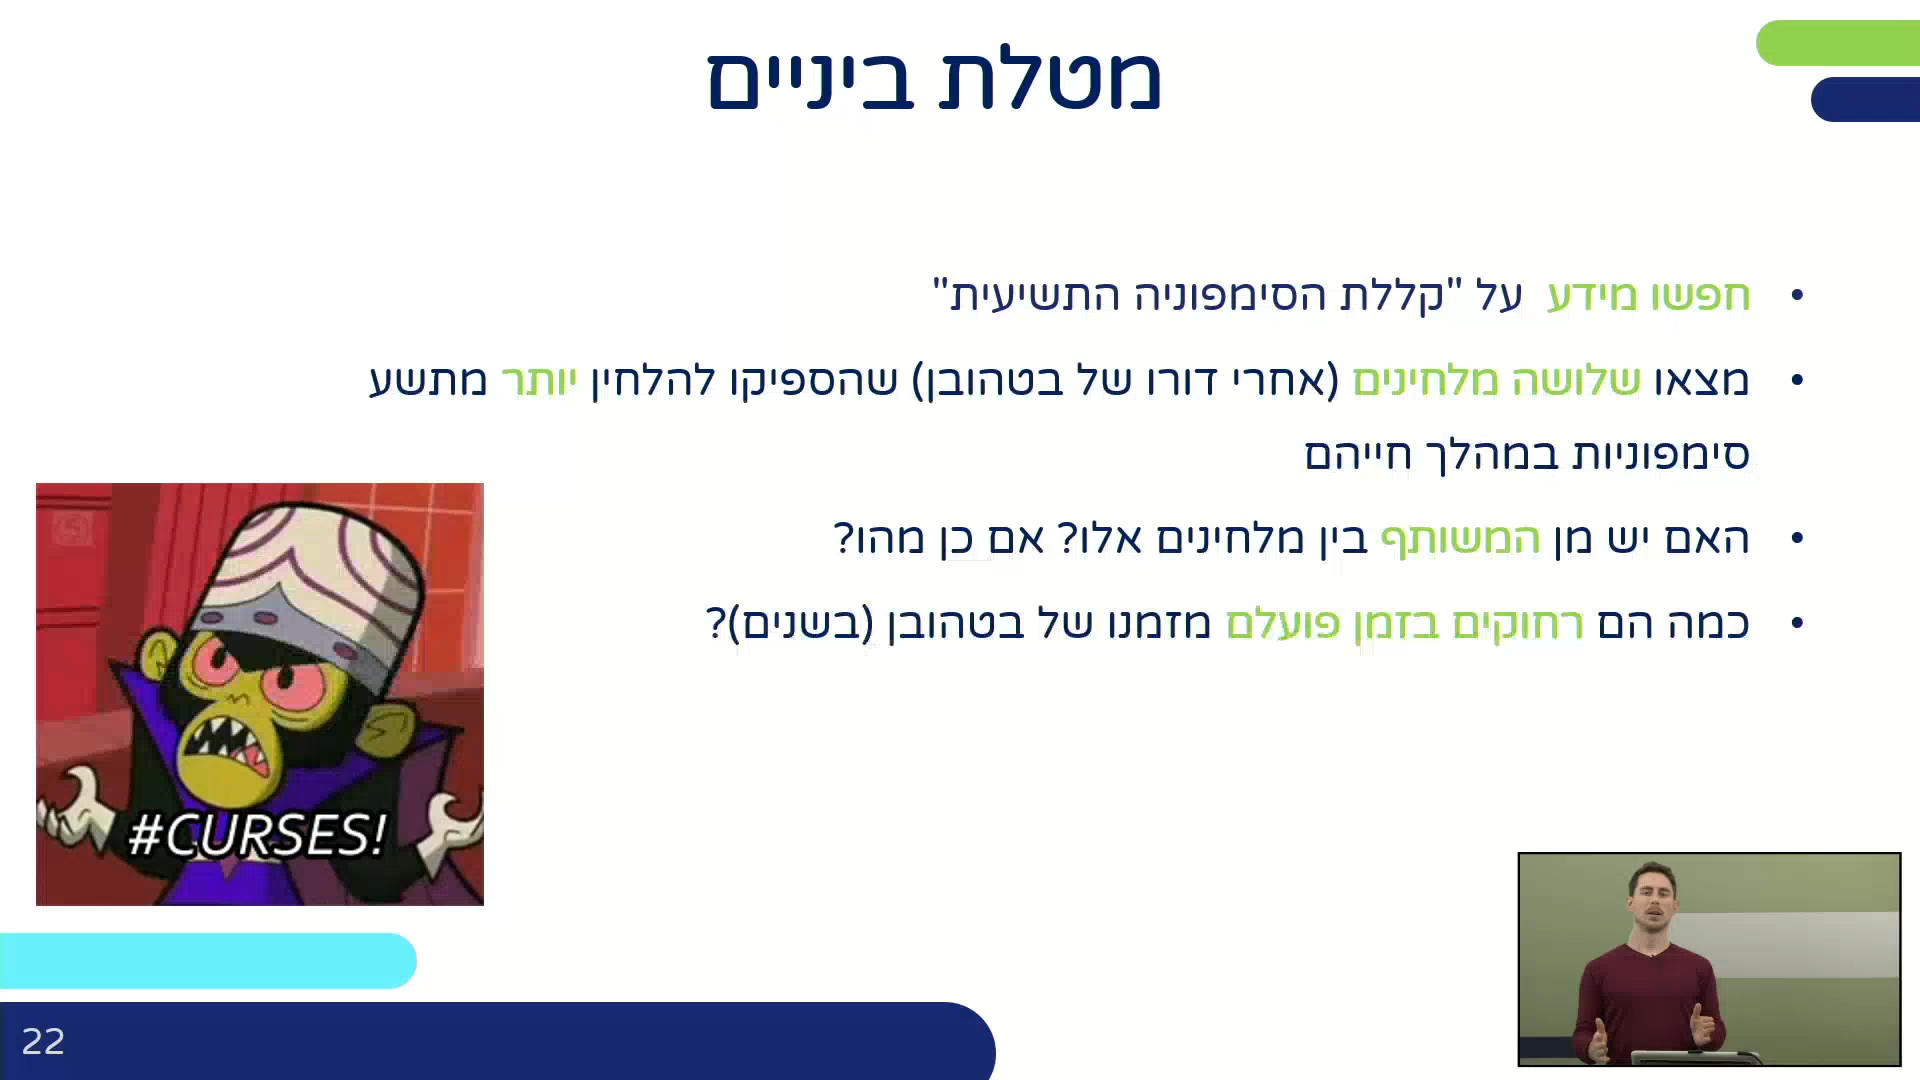 מטלת ביניים
חפשו מידע על "קללת הסימפוניה התשיעית"
מצאו שלושה מלחינים (אחרי דורו של בטהובן) שהספיקו להלחין יותר מתשע
סימפוניות במהלך חייהם
האם יש מן המשותף בין מלחינים אלו? אם כן מהו?
כמה הם רחוקים בזמן פועלם מזמנו של בטהובן (בשנים)?
#CURSES!
22